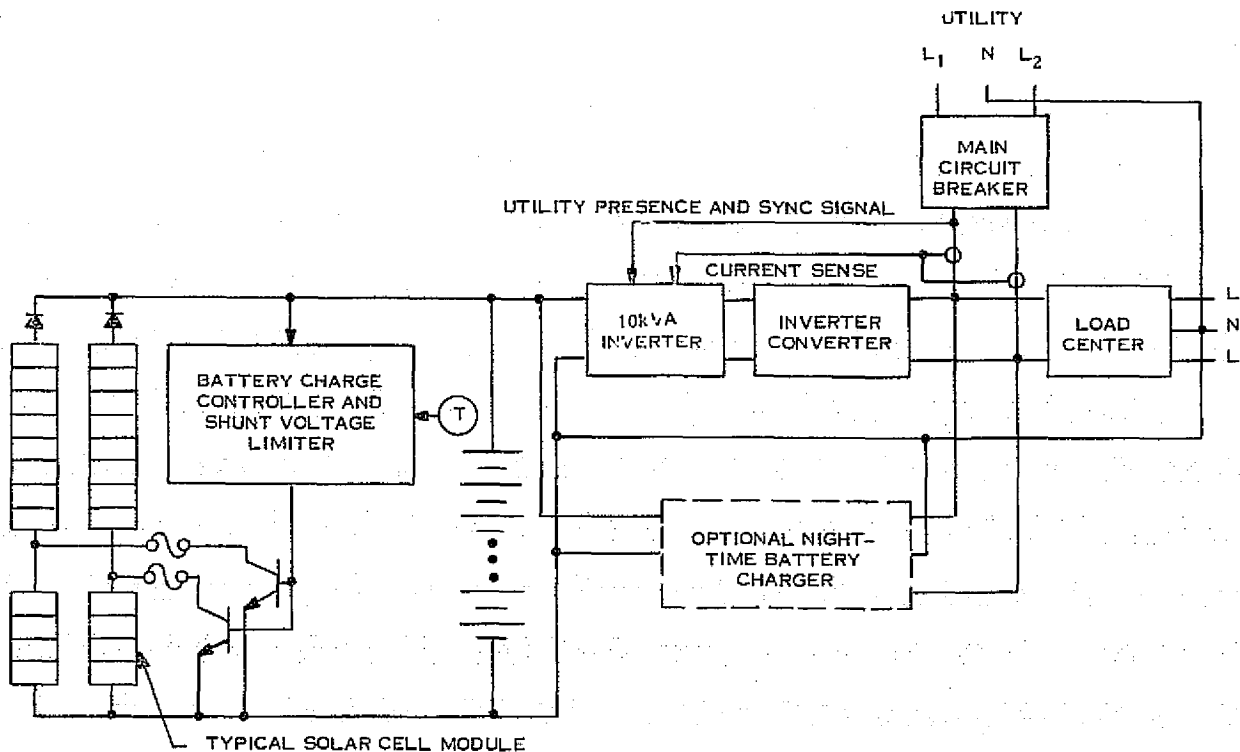 UTILITY
L1 N L2
MAIN
CIRCUIT
BREAKER
UTILITY PRESENCE AND SYNC SIGNAL
CURRENT SENSE
10kVA
INVERTER
INVERTER
CONVERTER
LOAD
CENTER
L
N
L
BATTERY CHARGE
CONTROLLER AND
SHUNT VOLTAGE
LIMITER
T
OPTIONAL NIGHT-
TIME BATTERY
CHARGER
TYPICAL SOLAR CELL MODULE